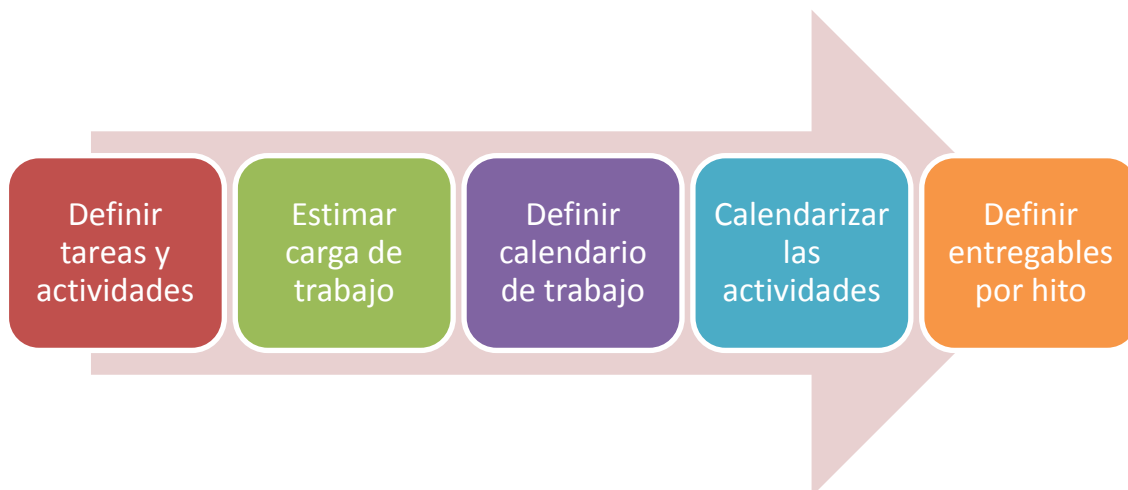 Definir
tareas y
actividades
Estimar
carga de
trabajo
Definir
calendario
de trabajo
Calendarizar
las
actividades
Definir
entregables
por hito